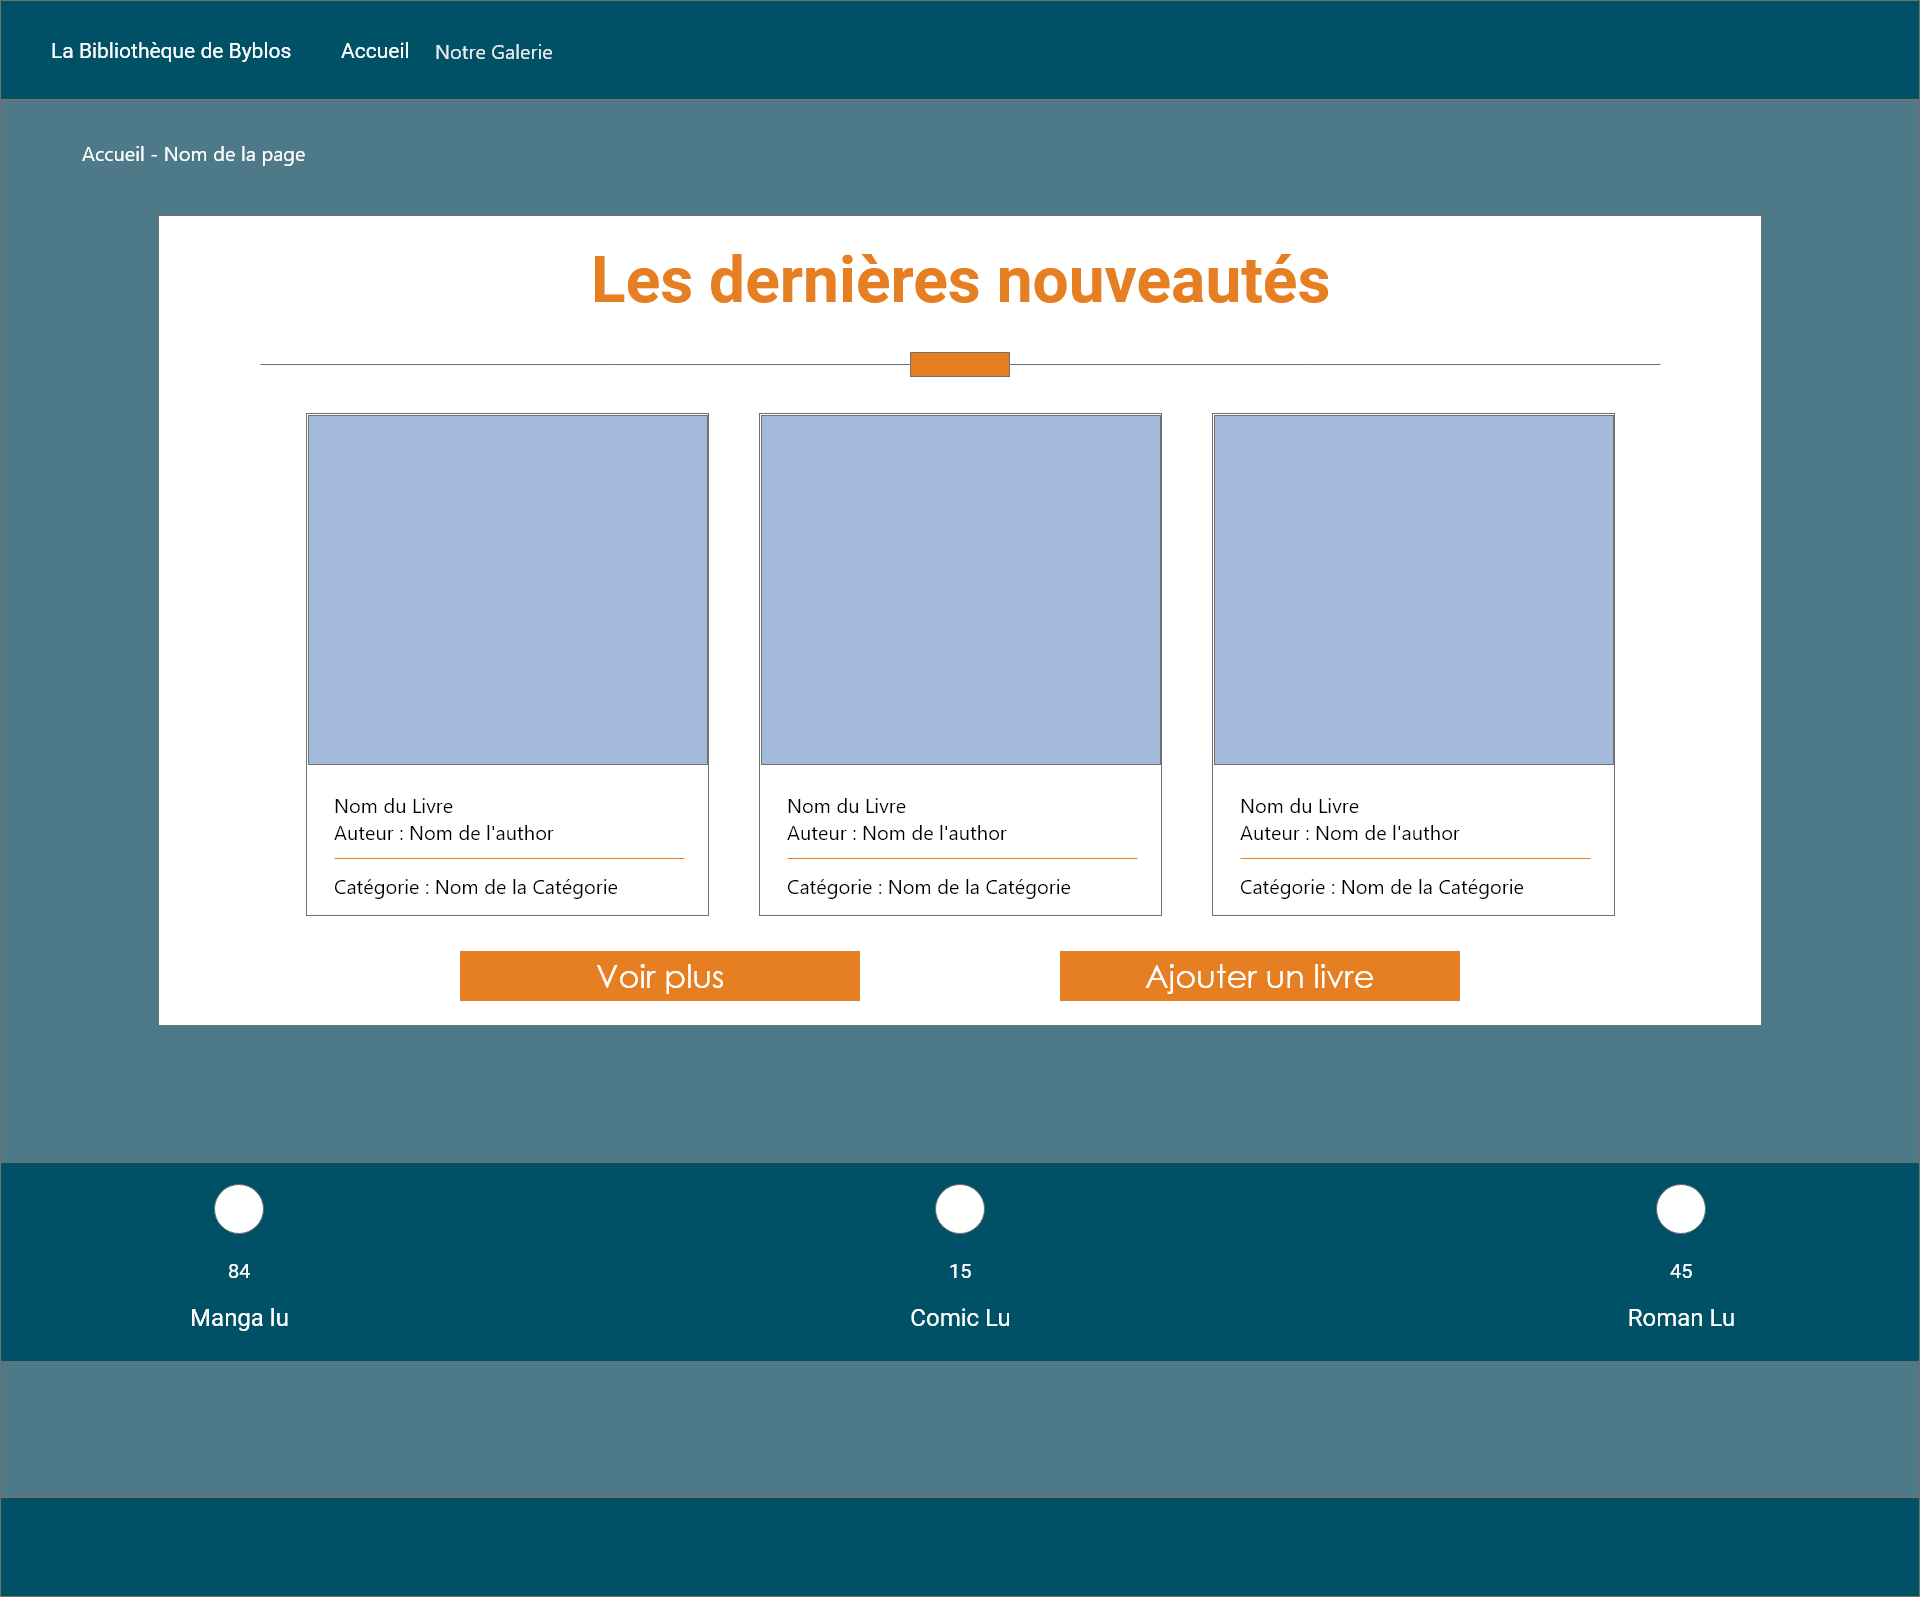 La Bibliothèque de Byblos Accueil Notre Galerie
Accueil - Nom de la page
Les dernières nouveautés
Nom du Livre
Auteur : Nom de l'author
Catégorie : Nom de la Catégorie
Nom du Livre
Auteur : Nom de l'author
Catégorie : Nom de la Catégorie
Nom du Livre
Auteur : Nom de l'author
Catégorie : Nom de la Catégorie
Voir plus
Ajouter un livre
84
Manga lu
15
Comic Lu
45
Roman Lu